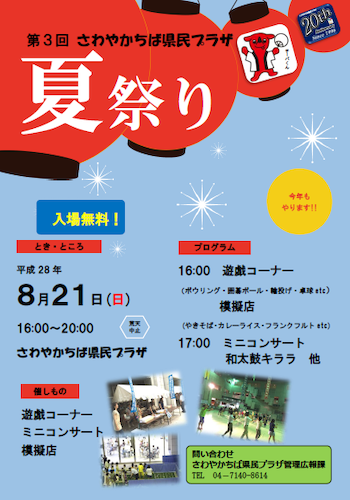 第3回 さわやかちば県民プラザ
夏祭り
20th
Since 1996
今年も
やります!!
入場無料!
とき・ところ
平成28年
8月21日(日)
16:00~20:00
荒天
中止
さわやかちば県民プラザ
催しもの
遊戯コーナー
ミニコンサート
模擬店
プログラム
16:00 遊戯コーナー
(ボウリング・囲碁ボール・輪投げ・卓球etc)
模擬店
(やきそば・カレーライス・フランクフルトetc)
17:00 ミニコンサート
和太鼓キララ 他
問い合わせ
さわやかちば県民プラザ管理広報課
TEL 04-7140-8614